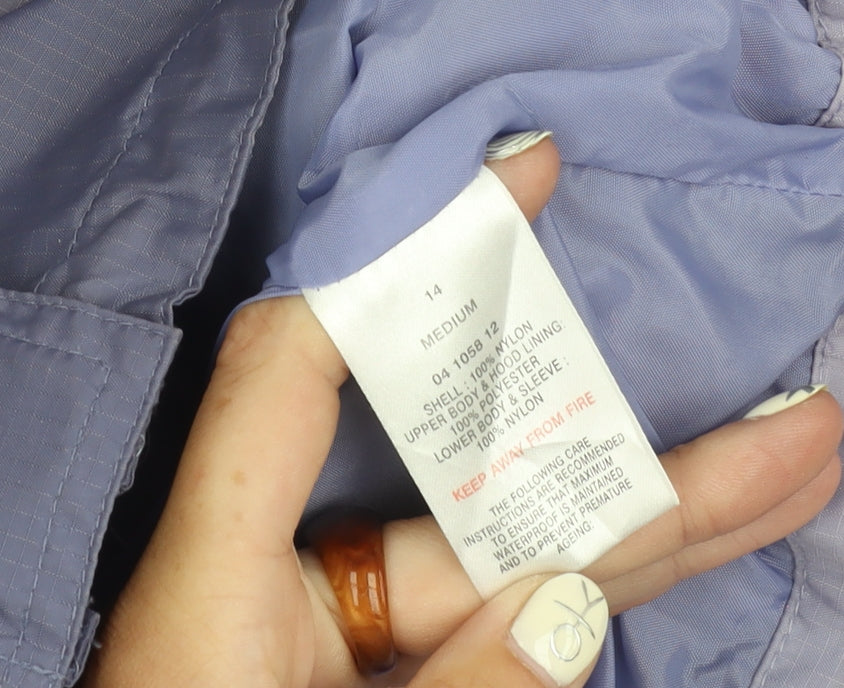 14
MEDIUM
04 1058 12
SHELL : 100% NYLON
UPPER BODY & HOOD LINING:
100% POLYESTER
LOWER BODY & SLEEVE :
100% NYLON
KEEP AWAY FROM FIRE
THE FOLLOWING CARE
INSTRUCTIONS ARE RECOMMENDED
TO ENSURE THAT MAXIMUM
WATERPROOF IS MAINTAINED
AND TO PREVENT PREMATURE
AGEING: